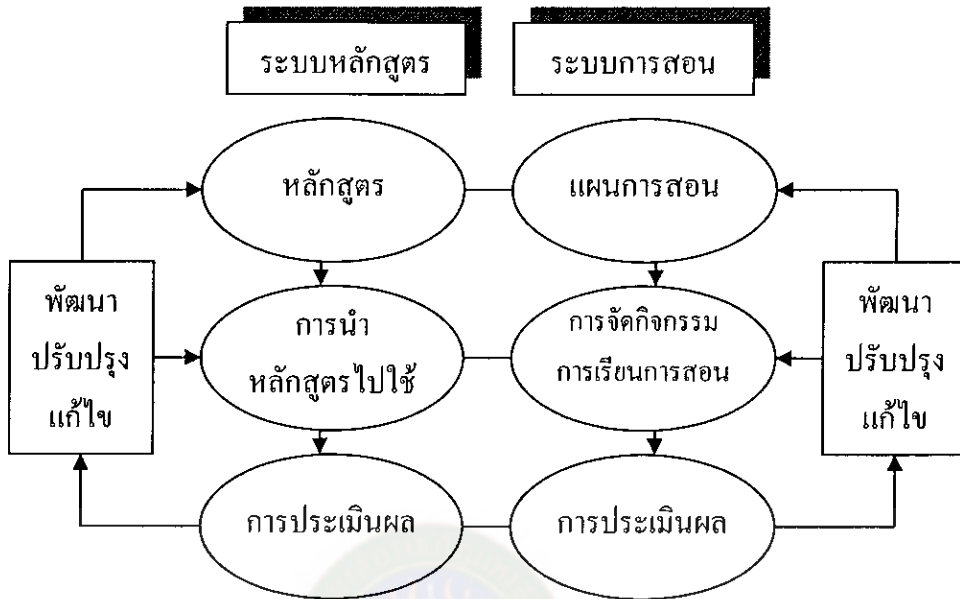 ระบบหลักสูตร
ระบบการสอน
หลักสูตร
แผนการสอน
พัฒนา
ปรับปรุง
แก้ไข
การนำ
หลักสูตรไปใช้
การจัดกิจกรรม
การเรียนการสอน
พัฒนา
ปรับปรุง
แก้ไข
การประเมินผล
การประเมินผล